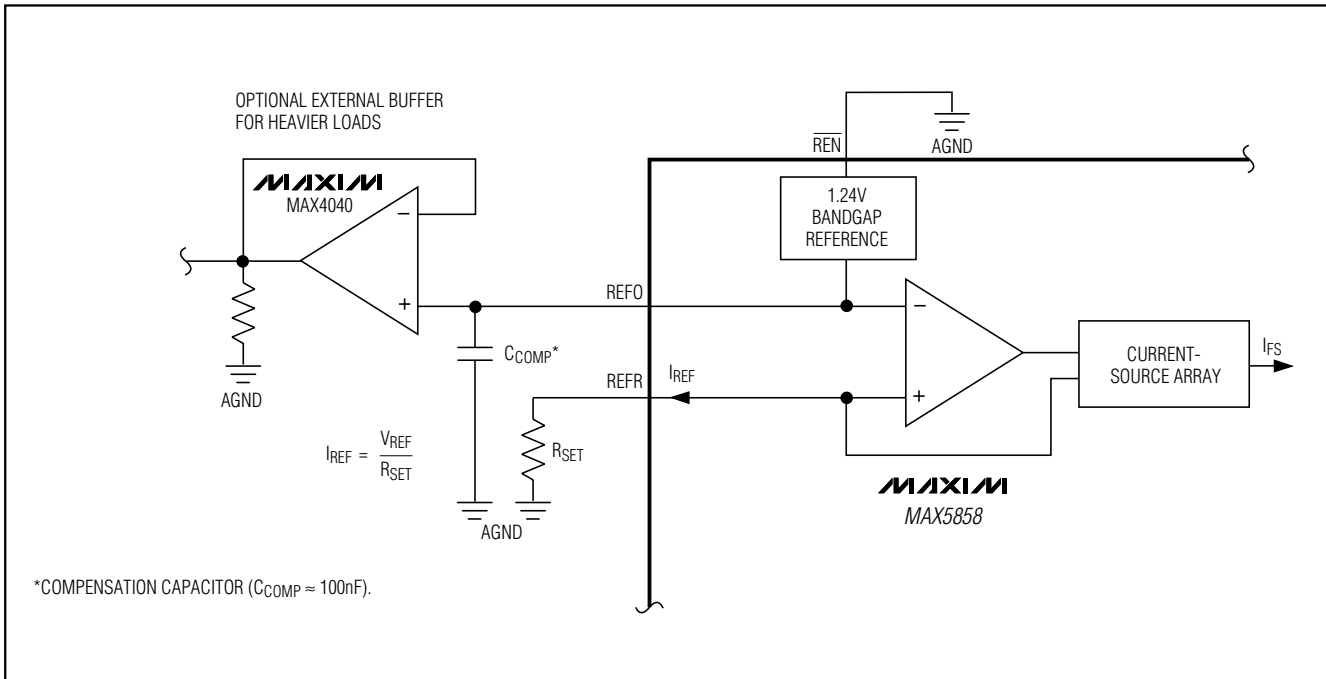 OPTIONAL EXTERNAL BUFFER
FOR HEAVIER LOADS
MAXIM
MAX4040
−
+
AGND
REN
AGND
1.24V
BANDGAP
REFERENCE
REFO
CCOMP*
REFR
IREF
RSET
AGND
IREF = VREF
RSET
−
+
CURRENT-
SOURCE ARRAY
IFS
MAXIM
MAX5858
*COMPENSATION CAPACITOR (CCOMP ≈ 100nF).